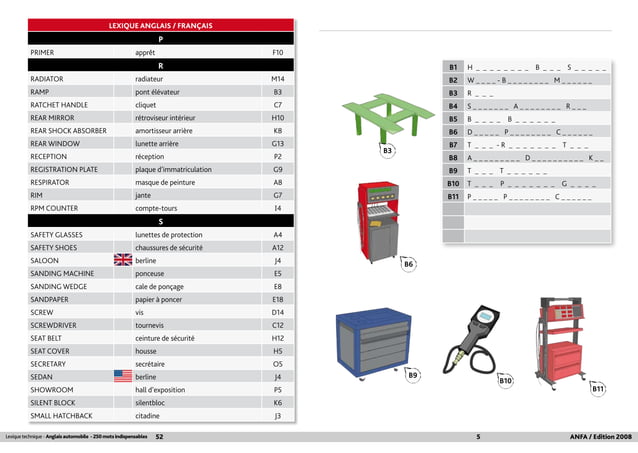 LEXIQUE ANGLAIS / FRANÇAIS
P
PRIMER apprêt F10
R
RADIATOR radiateur M14
RAMP pont élévateur B3
RATCHET HANDLE cliquet C7
REAR MIRROR rétroviseur intérieur H10
REAR SHOCK ABSORBER amortisseur arrière K8
REAR WINDOW lunette arrière G13
RECEPTION réception P2
REGISTRATION PLATE plaque d'immatriculation G9
RESPIRATOR masque de peinture A8
RIM jante G7
RPM COUNTER compte-tours I4
S
SAFETY GLASSES lunettes de protection A4
SAFETY SHOES chaussures de sécurité A12
SALOON berline J4
SANDING MACHINE ponceuse E5
SANDING WEDGE cale de ponçage E8
SANDPAPER papier à poncer E18
SCREW vis D14
SCREWDRIVER tournevis C12
SEAT BELT ceinture de sécurité H12
SEAT COVER housse H5
SECRETARY secrétaire O5
SEDAN berline J4
SHOWROOM hall d'exposition P5
SILENT BLOCK silentbloc K6
SMALL HATCHBACK citadine J3
Lexique technique - Anglais automobile - 250 mots indispensables 52
B1 H _ _ _ _ _ _ _ _ B _ _ S _ _ _ _ _
B2 W _ _ _ _ - B _ _ _ _ _ _ _ _ M _ _ _ _ _ _
B3 R _ _ _
B4 S _ _ _ _ _ _ _ A _ _ _ _ _ _ _ _ R _ _ _
B5 B _ _ _ _ B _ _ _ _ _ _
B6 D _ _ _ _ _ P _ _ _ _ _ _ _ _ C _ _ _ _ _ _
B7 T _ _ _ - R _ _ _ _ _ _ _ T _ _ _
B8 A _ _ _ _ _ _ _ _ _ D _ _ _ _ _ _ _ _ _ _ K _ _
B9 T _ _ _ T _ _ _ _ _ _
B10 T _ _ _ P _ _ _ _ _ _ _ G _ _ _ _
B11 P _ _ _ _ _ P _ _ _ _ _ _ _ _ C _ _ _ _ _ _
B3
B6
B9
B10
B11
5 ANFA / Edition 2008